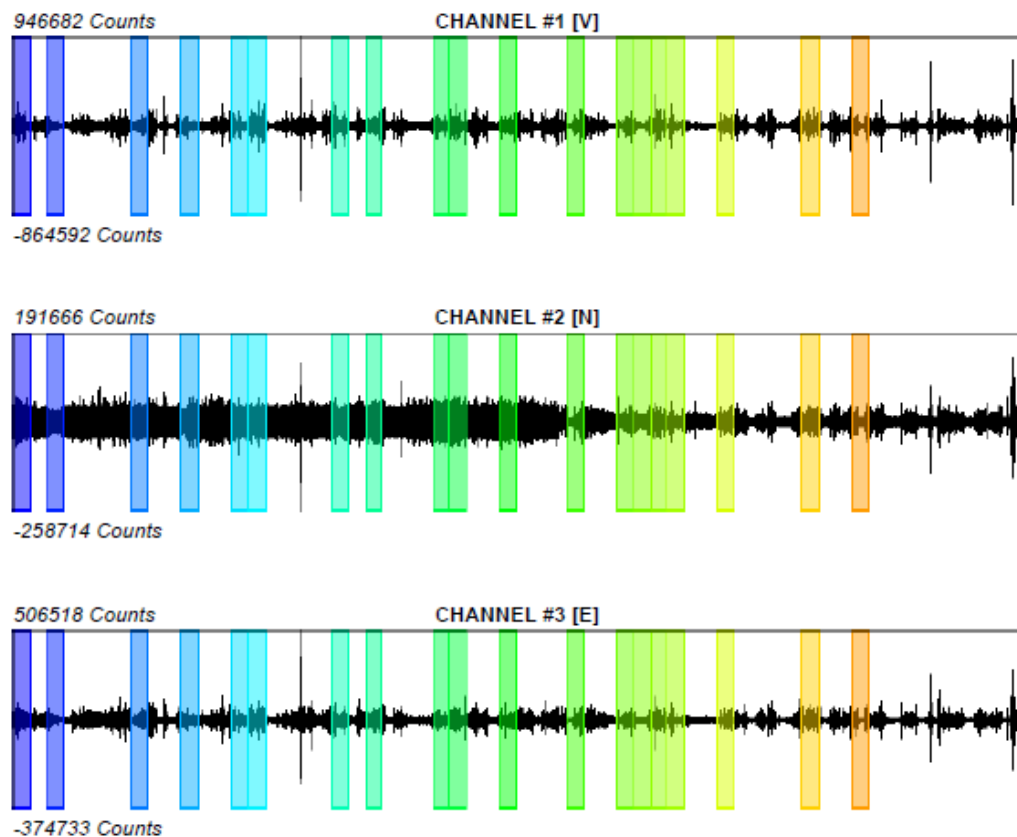 946682 Counts
CHANNEL #1 [V]
-864592 Counts
191666 Counts
CHANNEL #2 [N]
-258714 Counts
506518 Counts
CHANNEL #3 [E]
-374733 Counts